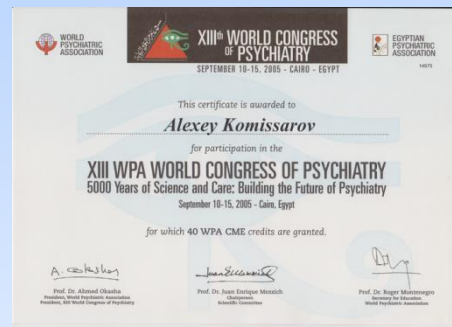 WORLD
PSYCHIATRIC
ASSOCIATION
XIIIth WORLD CONGRESS
OF PSYCHIATRY
SEPTEMBER 10-15, 2005 - CAIRO - EGYPT
EGYPTIAN
PSYCHIATRIC
ASSOCIATION
This certificate is awarded to
Alexey Komissarov
for participation in the
XIII WPA WORLD CONGRESS OF PSYCHIATRY
5000 Years of Science and Care: Building the Future of Psychiatry
September 10-15, 2005 - Cairo, Egypt
for which 40 WPA CME credits are granted.
A. Okasha
Prof. Dr. Ahmed Okasha
President, World Psychiatric Association
President, XIII World Congress of Psychiatry
Prof. Dr. Juan Enrique Mezzich
Chairperson
Scientific Committee
Prof. Dr. Roger Montenegro
Secretary for Education
World Psychiatric Association